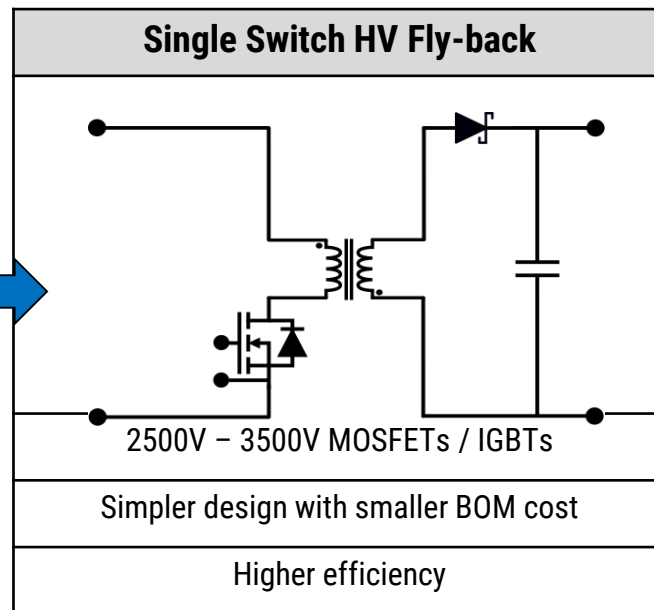 Single Switch HV Fly-back
2500V – 3500V MOSFETs / IGBTs
Simpler design with smaller BOM cost
Higher efficiency